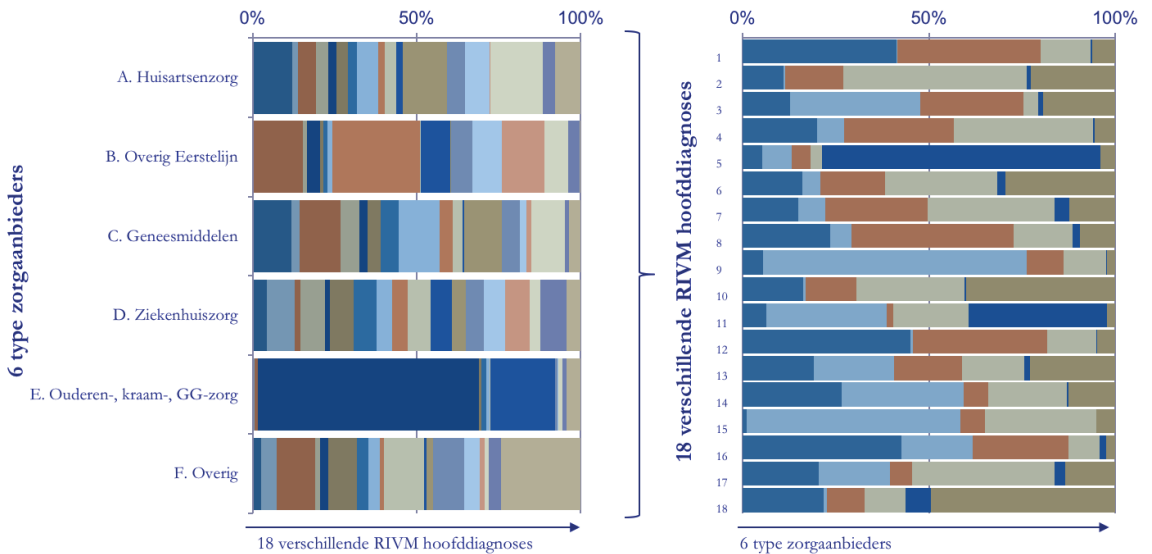 0% 50% 100%
6 type zorgaanbieders
A. Huisartsenzorg
B. Overig Eerstelijn
C. Geneesmiddelen
D. Ziekenhuiszorg
E. Ouderen-, kraam-, GG-zorg
F. Overig
18 verschillende RIVM hoofddiagnoses
0% 50% 100%
18 verschillende RIVM hoofddiagnoses
1
2
3
4
5
6
7
8
9
10
11
12
13
14
15
16
17
18
6 type zorgaanbieders